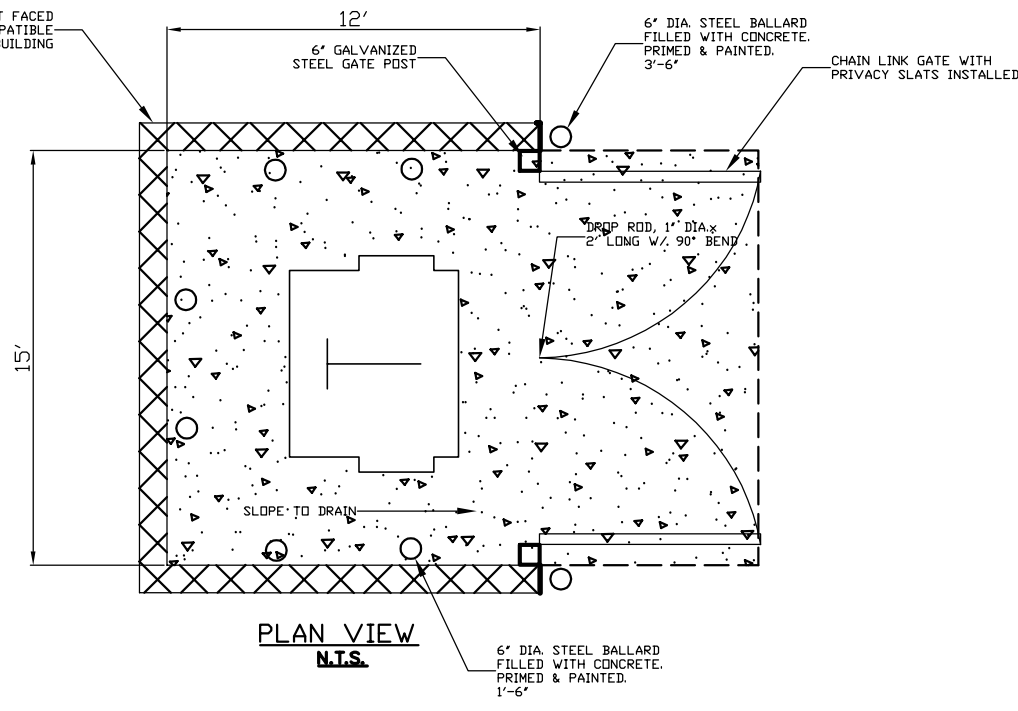 T FACED
PATIBLE
BUILDING
12'
6" GALVANIZED
STEEL GATE POST
6" DIA. STEEL BALLARD
FILLED WITH CONCRETE.
PRIMED & PAINTED.
3'-6"
CHAIN LINK GATE WITH
PRIVACY SLATS INSTALLED
DROP ROD, 1" DIA.x
2' LONG W/. 90° BEND
15'
SLOPE TO DRAIN
PLAN VIEW
N.T.S.
6" DIA. STEEL BALLARD
FILLED WITH CONCRETE.
PRIMED & PAINTED.
1'-6"